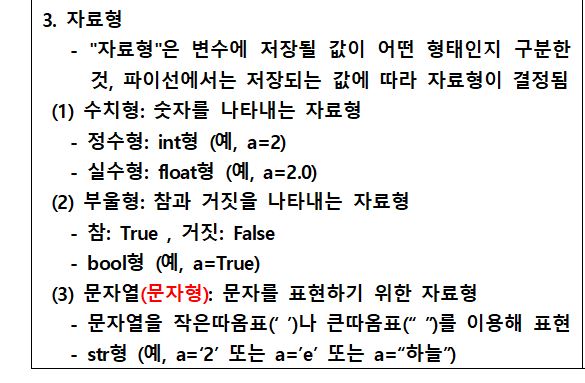 3. 자료형
- "자료형"은 변수에 저장될 값이 어떤 형태인지 구분한
것, 파이선에서는 저장되는 값에 따라 자료형이 결정됨
(1) 수치형: 숫자를 나타내는 자료형
- 정수형: int형 (예, a=2)
- 실수형: float형 (예, a=2.0)
(2) 부울형: 참과 거짓을 나타내는 자료형
- 참: True , 거짓: False
- bool형 (예, a=True)
(3) 문자열(문자형): 문자를 표현하기 위한 자료형
- 문자열을 작은따옴표(‘ ’)나 큰따옴표(“ ”)를 이용해 표현
- str형 (예, a=‘2’ 또는 a=’e’ 또는 a=“하늘”)